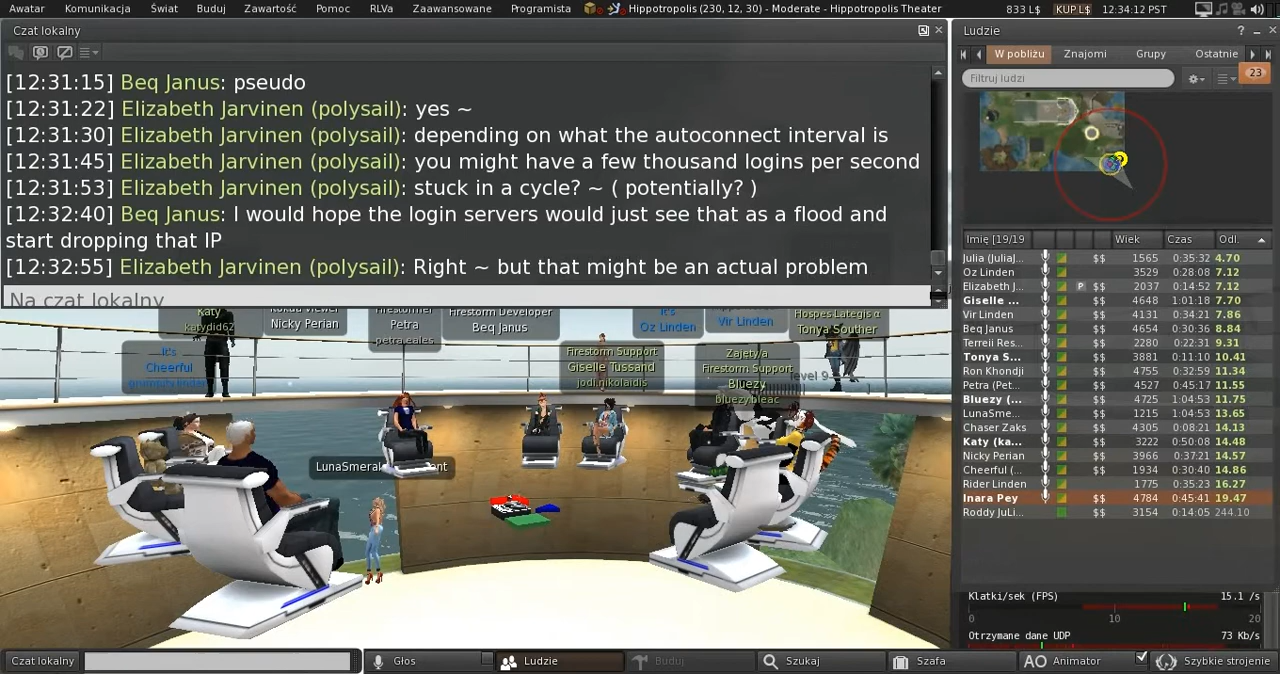 Awatar Komunikacja Świat Buduj Zawartość Pomoc RLVa Zaawansowane Programista Hippotropolis (230, 12, 30) - Moderate - Hippotropolis Theater 833 L$ KUP L$ 12:34:12 PST
Czat lokalny
[12:31:15] Beq Janus: pseudo
[12:31:22] Elizabeth Jarvinen (polysail): yes ~
[12:31:30] Elizabeth Jarvinen (polysail): depending on what the autoconnect interval is
[12:31:45] Elizabeth Jarvinen (polysail): you might have a few thousand logins per second
[12:31:53] Elizabeth Jarvinen (polysail): stuck in a cycle? ~ ( potentially? )
[12:32:40] Beq Janus: I would hope the login servers would just see that as a flood and
start dropping that IP
[12:32:55] Elizabeth Jarvinen (polysail): Right ~ but that might be an actual problem
Na czat lokalny
Katy
katydid62
Nicky Perian
Petra
petra.eales
Firestorm Developer
Beq Janus
It's
Oz Linden
Vir Linden
Tonya Souther
It's
Cheerful
Firestorm Support
Giselle Tussand
jodi.nikolaidis
Zajęty/a
Firestorm Support
Bluezy
level 9
LunaSmera
Ludzie
W pobliżu Znajomi Grupy Ostatnie
23
Filtruj ludzi
Imię [19/19 Wiek Czas Odl.
Julia (JuliaJ... $$ 1565 0:35:32 4.70
Oz Linden 3529 0:28:08 7.12
Elizabeth J... P $$ 2037 0:14:52 7.12
Giselle ... $$ 4648 1:01:18 7.70
Vir Linden $$ 4131 0:34:21 7.86
Beq Janus $$ 4654 0:30:36 8.84
Terreii Res... $$ 2280 0:22:31 9.31
Tonya S... $$ 3881 0:11:10 10.41
Ron Khondji $$ 4755 0:32:59 11.34
Petra (Pet... $$ 4527 0:45:17 11.55
Bluezy (... $$ 4725 1:04:53 11.75
LunaSme... $$ 1215 1:04:53 13.65
Chaser Zaks $$ 4305 0:08:21 14.13
Katy (ka... $$ 3222 0:50:08 14.48
Nicky Perian $$ 3966 0:37:21 14.57
Cheerful (... $$ 1934 0:30:40 14.86
Rider Linden 1775 0:35:23 16.27
Inara Pey $$ 4784 0:45:41 19.47
Roddy JuLi... $$ 3154 0:14:05 244.10
Klatki/sek (FPS) 15.1 /s
0 10 20
Otrzymane dane UDP 73 Kb/s
Czat lokalny Głos Ludzie Buduj Szukaj Szafa AO Animator Szybkie strojenie